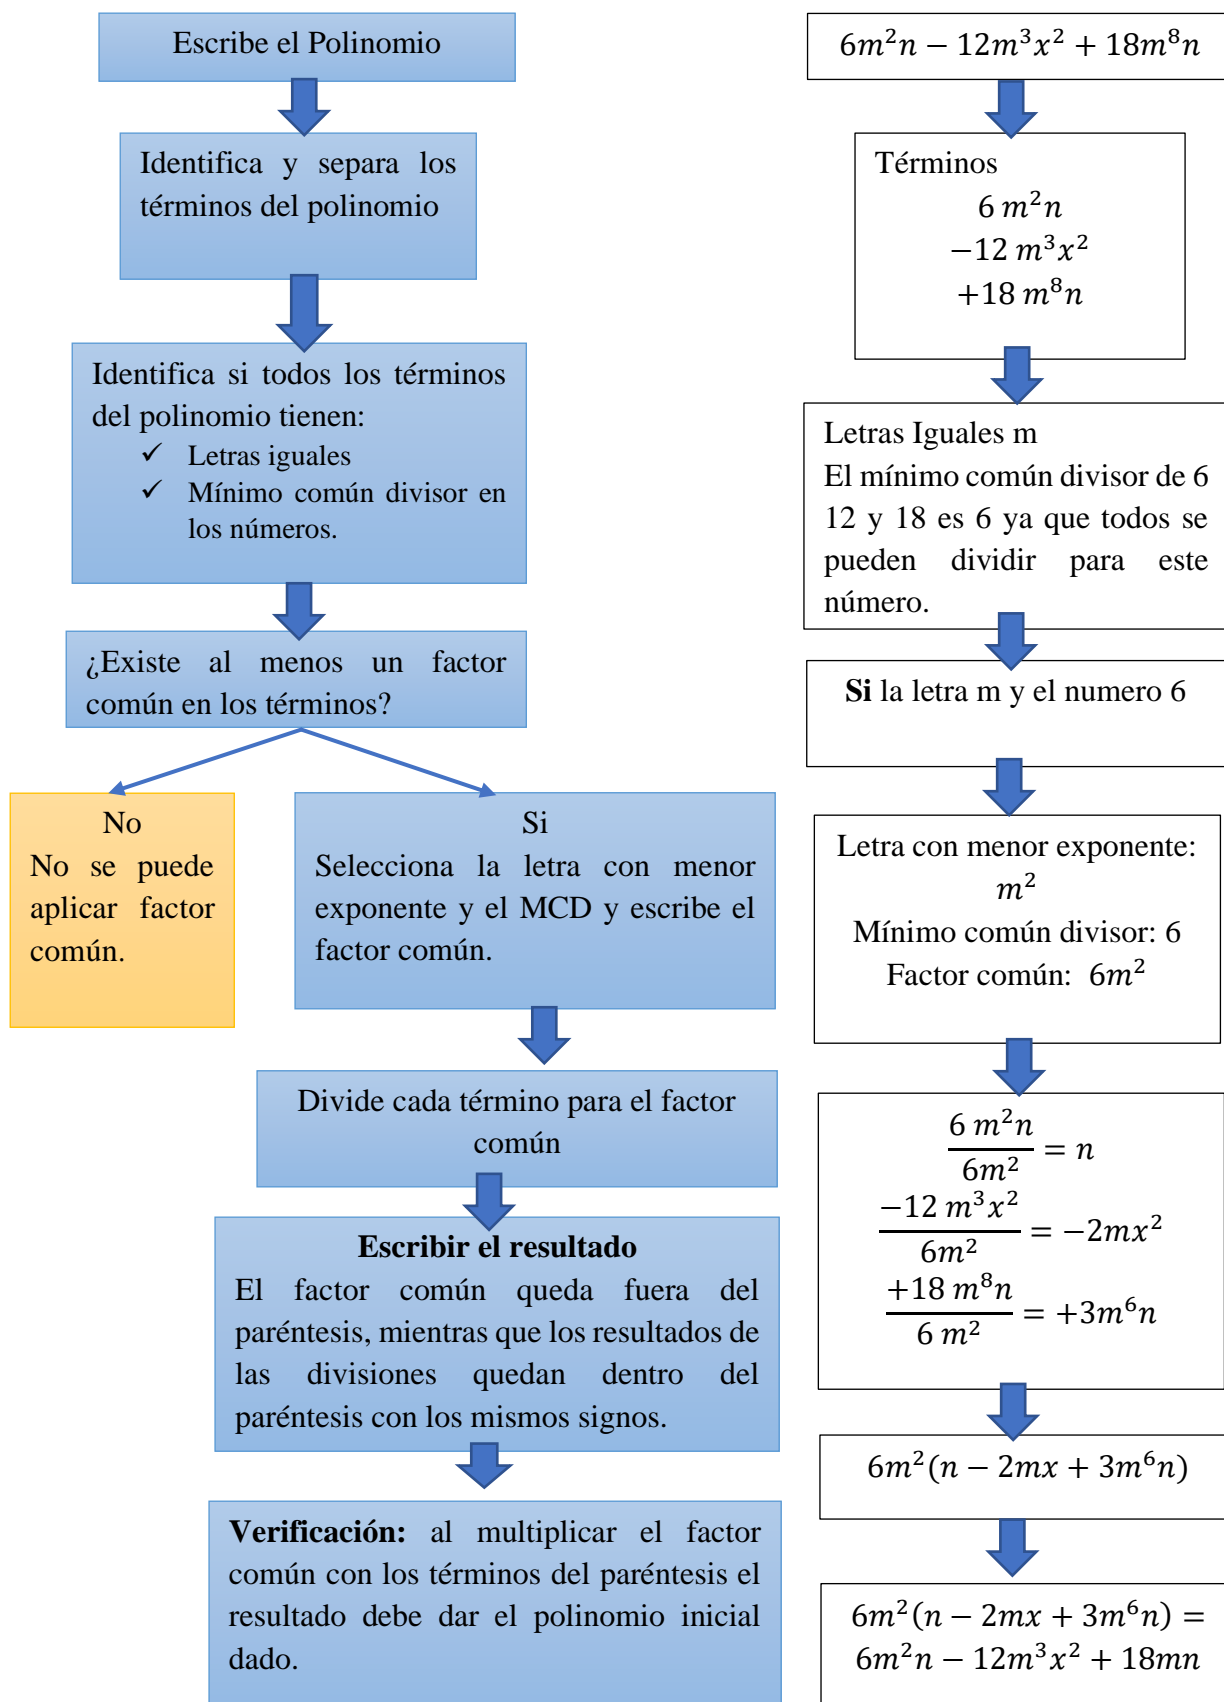 Escribe el Polinomio
Identifica y separa los
términos del polinomio
Identifica si todos los términos
del polinomio tienen:
✓ Letras iguales
✓ Mínimo común divisor en
los números.
¿Existe al menos un factor
común en los términos?
No
No se puede
aplicar factor
común.
Si
Selecciona la letra con menor
exponente y el MCD y escribe el
factor común.
Divide cada término para el factor
común
Escribir el resultado
El factor común queda fuera del
paréntesis, mientras que los resultados de
las divisiones quedan dentro del
paréntesis con los mismos signos.
Verificación: al multiplicar el factor
común con los términos del paréntesis el
resultado debe dar el polinomio inicial
dado.
6m²n − 12m³x² + 18m⁸n
Términos
6 m²n
−12 m³x²
+18 m⁸n
Letras Iguales m
El mínimo común divisor de 6
12 y 18 es 6 ya que todos se
pueden dividir para este
número.
Si la letra m y el numero 6
Letra con menor exponente:
m²
Mínimo común divisor: 6
Factor común: 6m²
6 m²n / 6m² = n
−12 m³x² / 6m² = −2mx²
+18 m⁸n / 6 m² = +3m⁶n
6m²(n − 2mx + 3m⁶n)
6m²(n − 2mx + 3m⁶n) =
6m²n − 12m³x² + 18mn